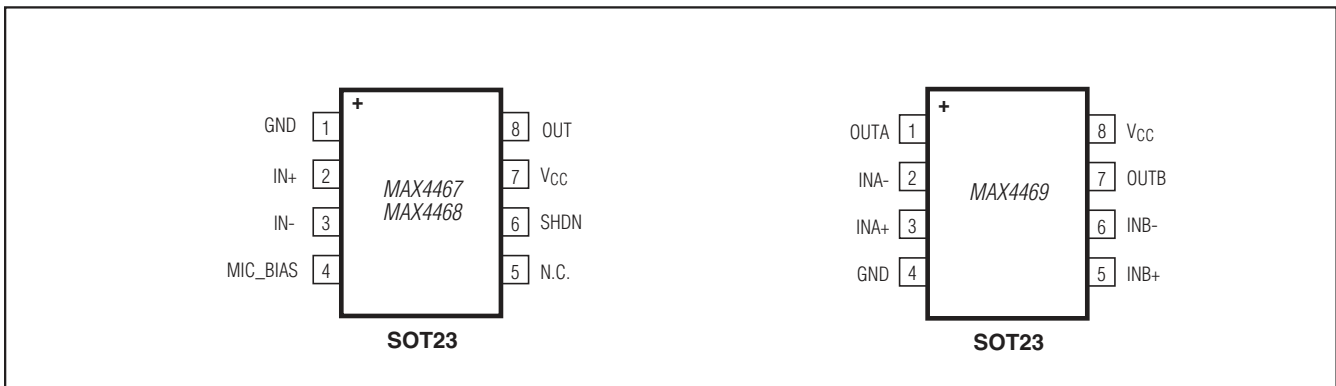 +
GND 1 8 OUT
IN+ 2 7 VCC
IN- 3 6 SHDN
MIC_BIAS 4 5 N.C.
MAX4467
MAX4468
SOT23
+
OUTA 1 8 VCC
INA- 2 7 OUTB
INA+ 3 6 INB-
GND 4 5 INB+
MAX4469
SOT23